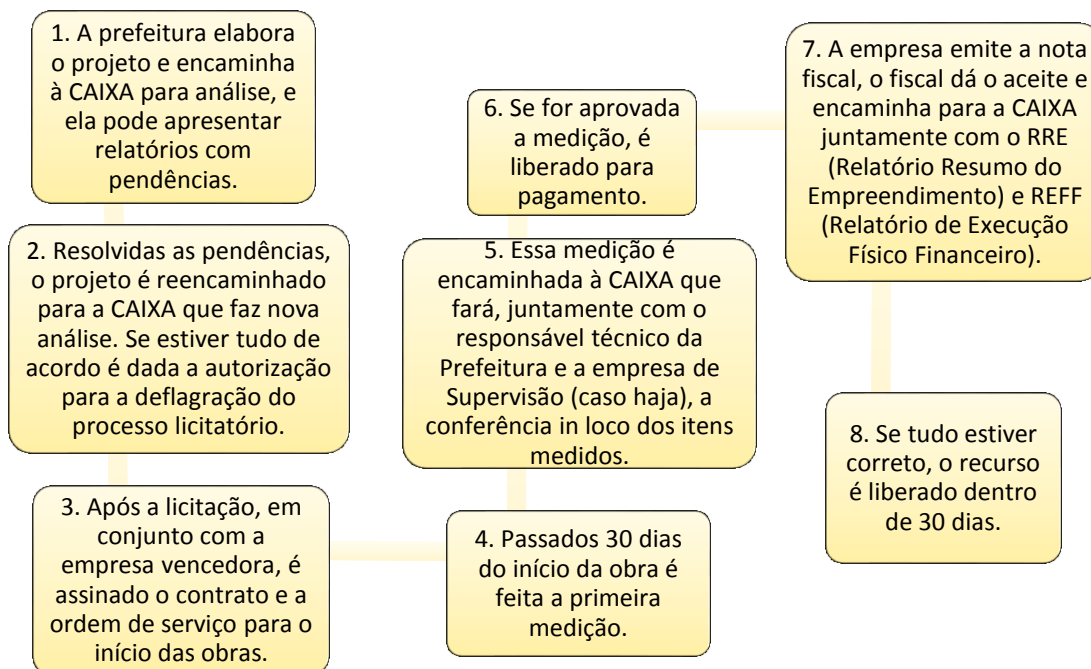 1. A prefeitura elabora
o projeto e encaminha
à CAIXA para análise, e
ela pode apresentar
relatórios com
pendências.
2. Resolvidas as pendências,
o projeto é reencaminhado
para a CAIXA que faz nova
análise. Se estiver tudo de
acordo é dada a autorização
para a deflagração do
processo licitatório.
3. Após a licitação, em
conjunto com a
empresa vencedora, é
assinado o contrato e a
ordem de serviço para o
início das obras.
4. Passados 30 dias
do início da obra é
feita a primeira
medição.
5. Essa medição é
encaminhada à CAIXA que
fará, juntamente com o
responsável técnico da
Prefeitura e a empresa de
Supervisão (caso haja), a
conferência in loco dos itens
medidos.
6. Se for aprovada
a medição, é
liberado para
pagamento.
7. A empresa emite a nota
fiscal, o fiscal dá o aceite e
encaminha para a CAIXA
juntamente com o RRE
(Relatório Resumo do
Empreendimento) e REFF
(Relatório de Execução
Físico Financeiro).
8. Se tudo estiver
correto, o recurso
é liberado dentro
de 30 dias.